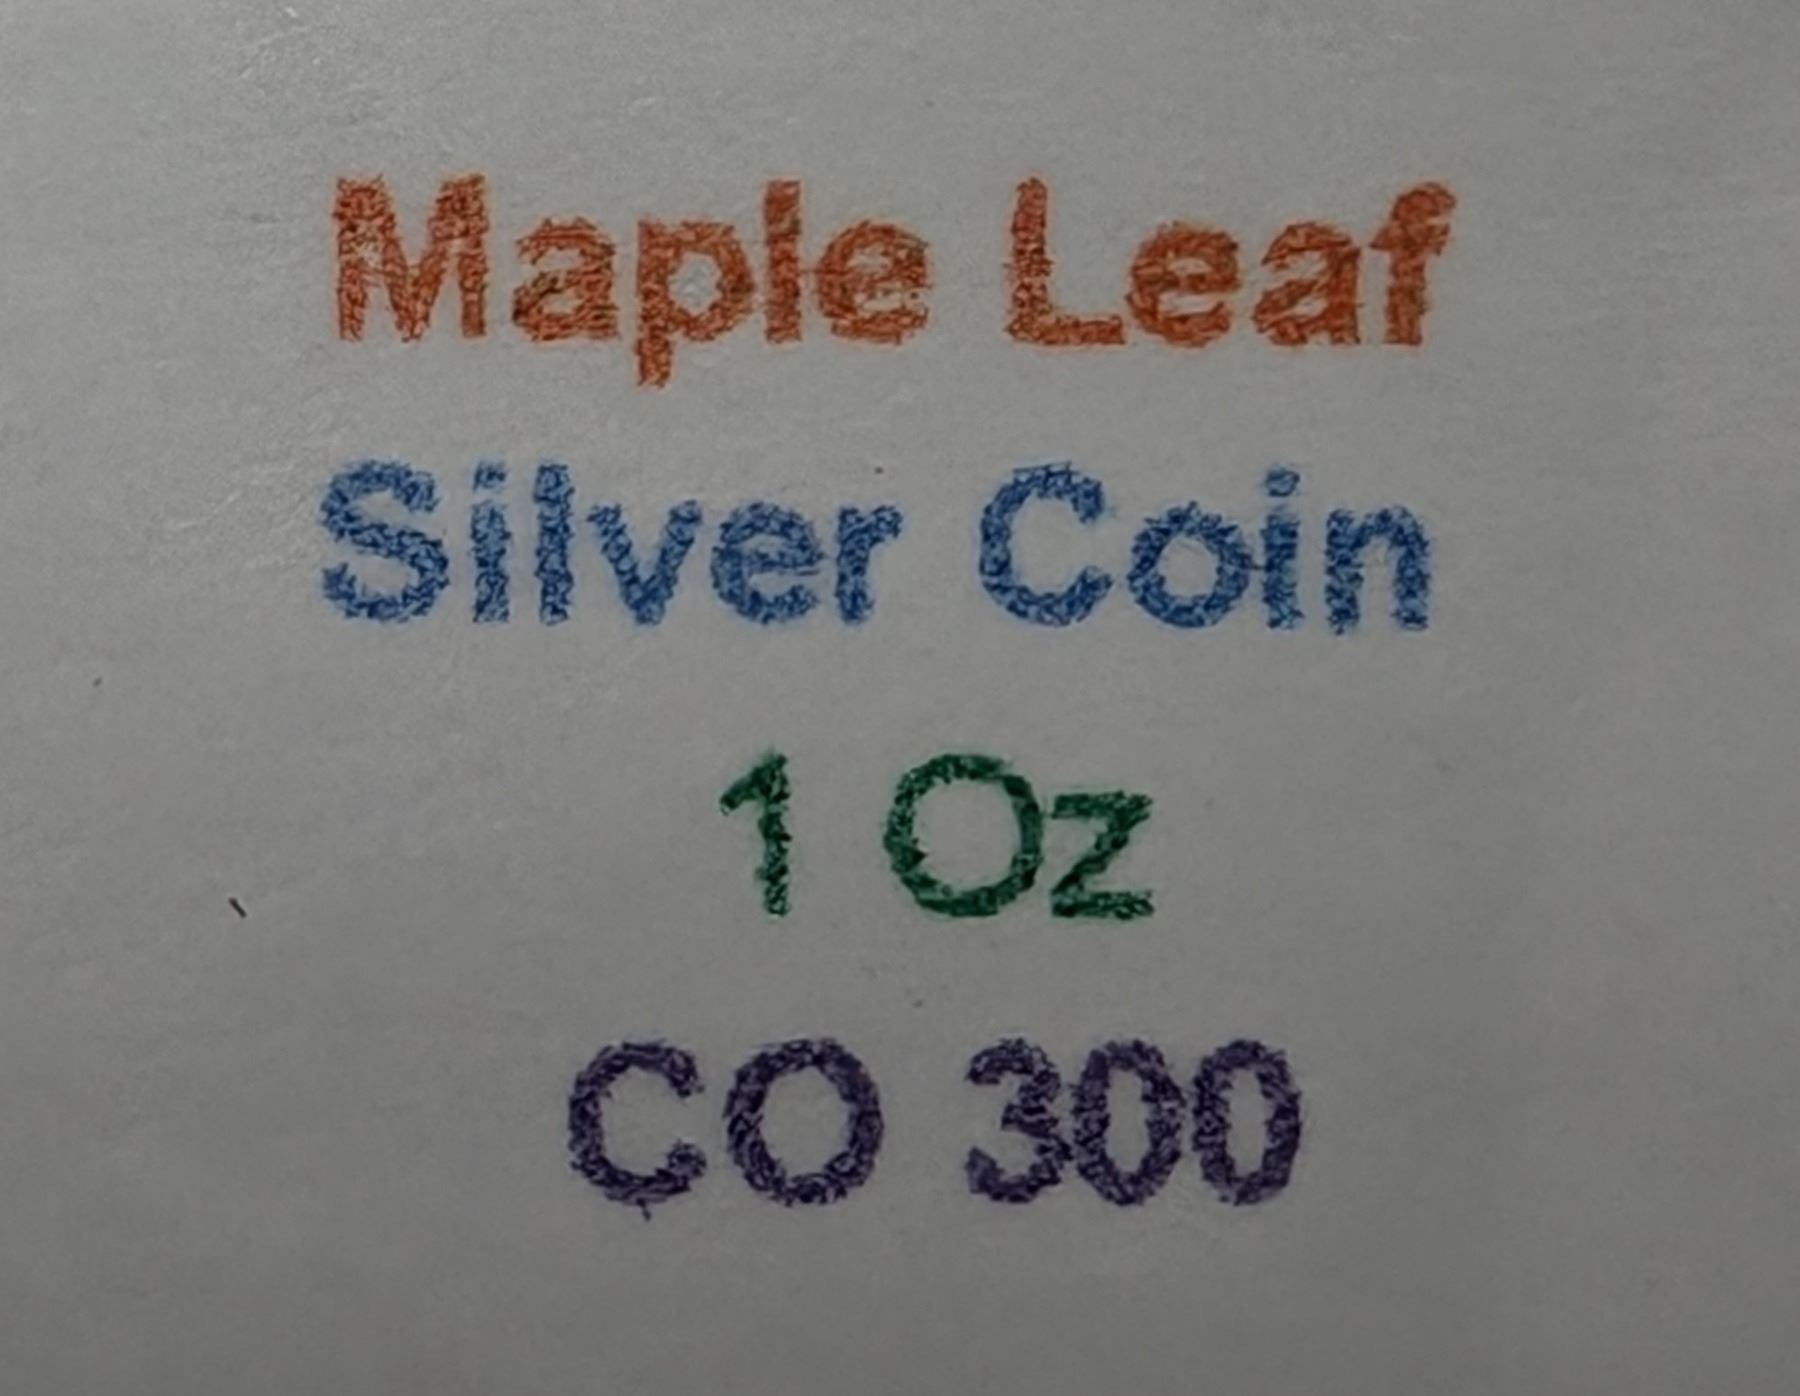 Maple Leaf
Silver Coin
1 Oz
CO 300